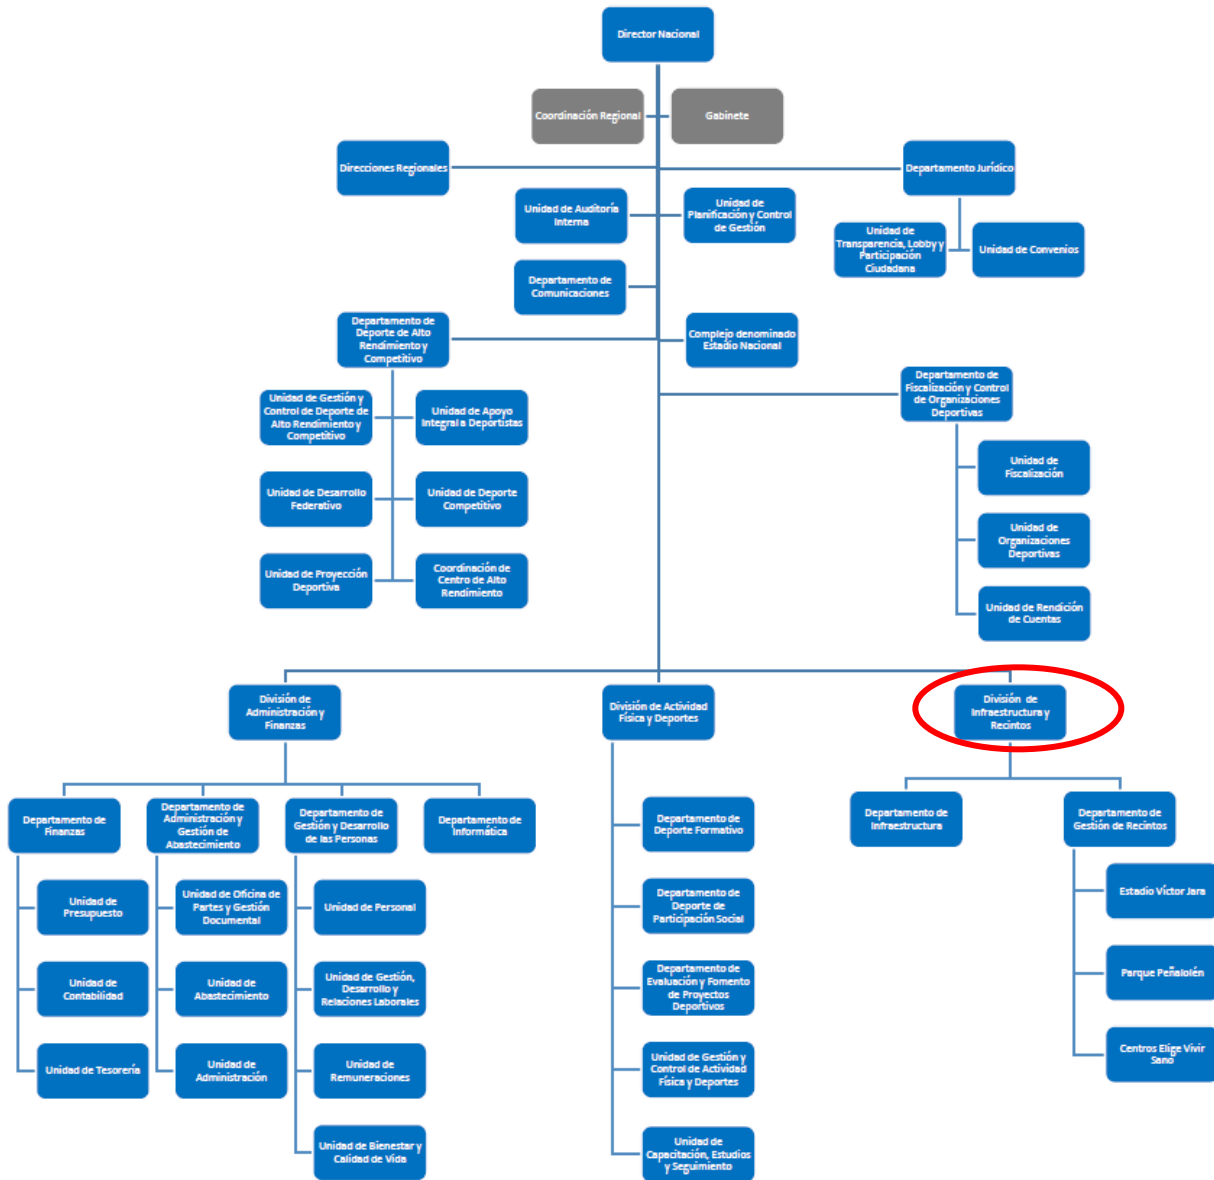 Director Nacional
Coordinación Regional
Gabinete
Direcciones Regionales
Departamento Jurídico
Unidad de Auditoría
Interna
Unidad de
Planificación y Control
de Gestión
Unidad de
Transparencia, Lobby y
Participación
Ciudadana
Unidad de Convenios
Departamento de
Comunicaciones
Departamento de
Deporte de Alto
Rendimiento y
Competitivo
Complejo denominado
Estadio Nacional
Departamento de
Fiscalización y Control
de Organizaciones
Deportivas
Unidad de Gestión y
Control de Deporte de
Alto Rendimiento y
Competitivo
Unidad de Apoyo
Integral a Deportistas
Unidad de
Fiscalización
Unidad de Desarrollo
Federativo
Unidad de Deporte
Competitivo
Unidad de
Organizaciones
Deportivas
Unidad de Proyección
Deportiva
Coordinación de
Centro de Alto
Rendimiento
Unidad de Rendición
de Cuentas
División de
Administración y
Finanzas
División de Actividad
Física y Deportes
División de
Infraestructura y
Recintos
Departamento de
Finanzas
Departamento de
Administración y
Gestión de
Abastecimiento
Departamento de
Gestión y Desarrollo
de las Personas
Departamento de
Informática
Departamento de
Deporte Formativo
Departamento de
Infraestructura
Departamento de
Gestión de Recintos
Unidad de
Presupuesto
Unidad de Oficina de
Partes y Gestión
Documental
Unidad de Personal
Departamento de
Deporte de
Participación Social
Estadio Víctor Jara
Unidad de
Contabilidad
Unidad de
Abastecimiento
Unidad de Gestión,
Desarrollo y
Relaciones Laborales
Departamento de
Evaluación y Fomento
de Proyectos
Deportivos
Parque Peñalolén
Unidad de Tesorería
Unidad de
Administración
Unidad de
Remuneraciones
Unidad de Gestión y
Control de Actividad
Física y Deportes
Centros Elige Vivir
Sano
Unidad de Bienestar y
Calidad de Vida
Unidad de
Capacitación, Estudios
y Seguimiento